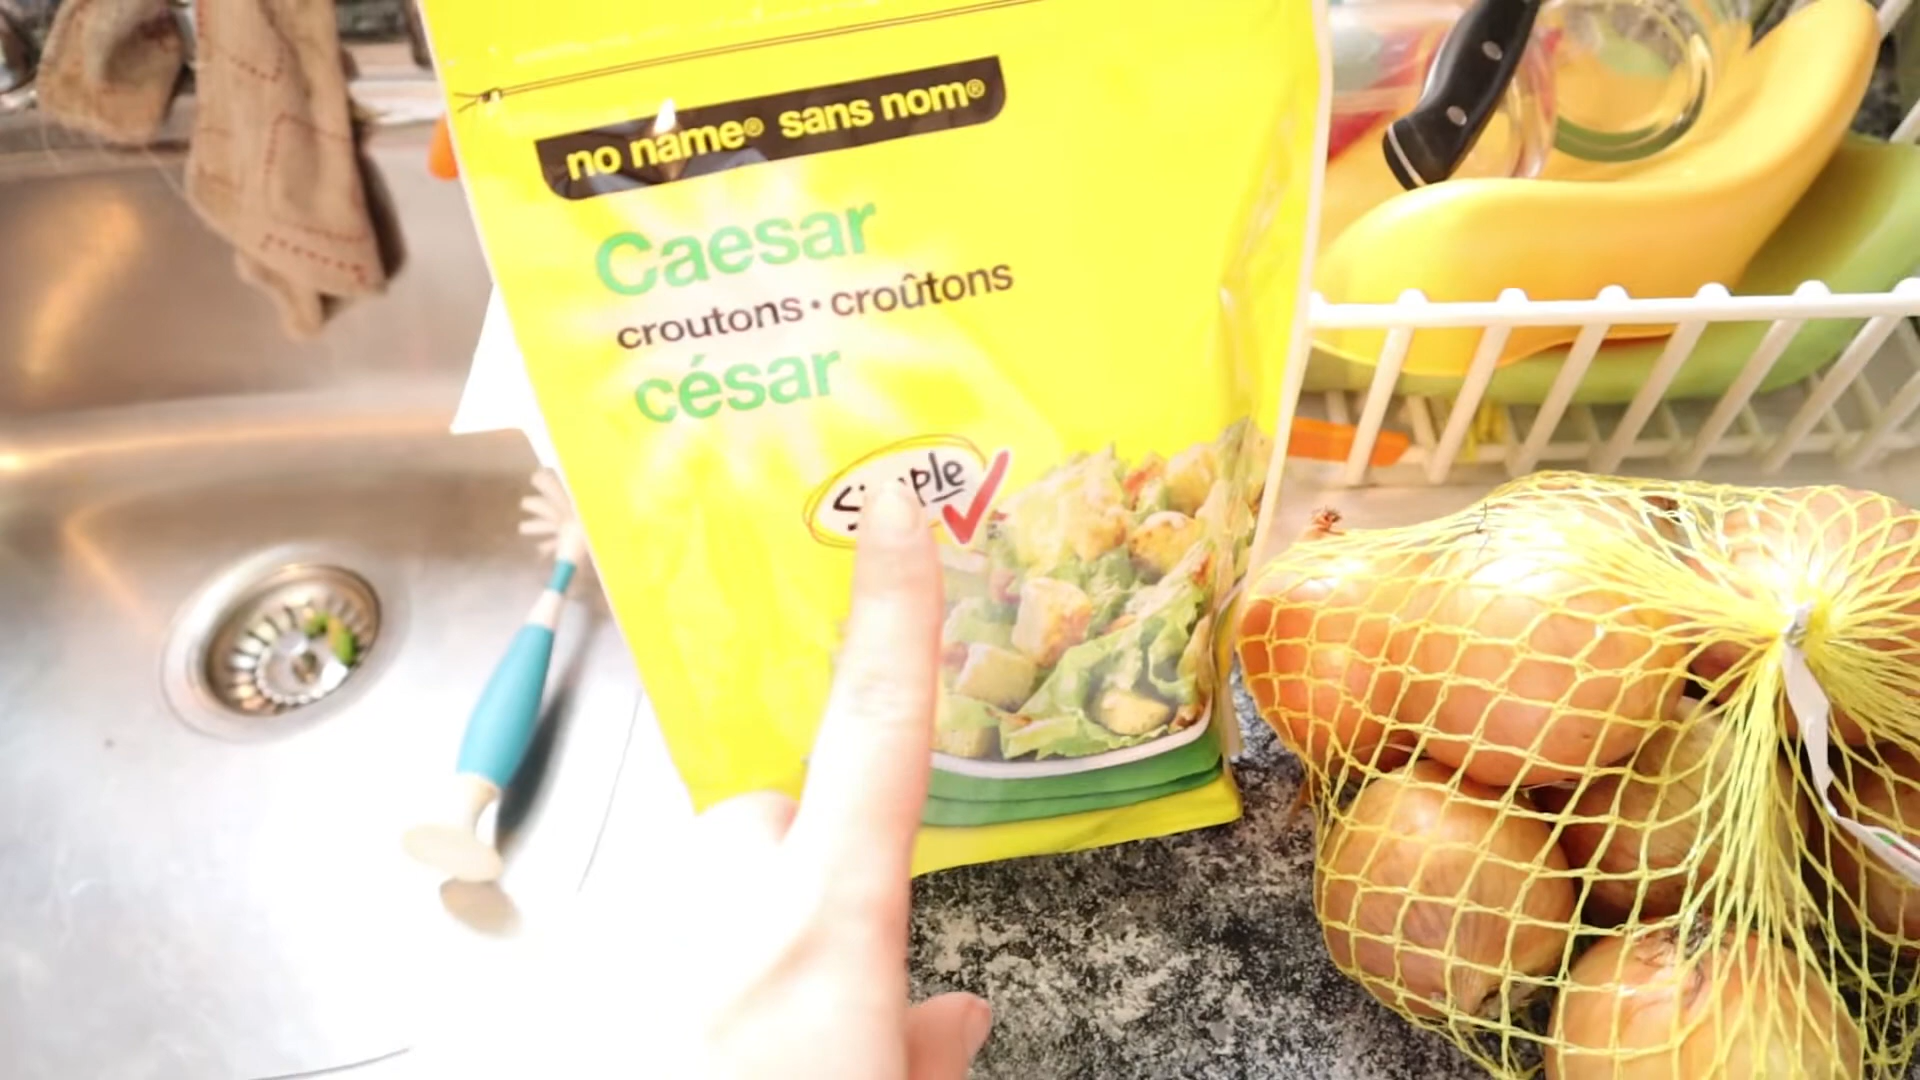 no name® sans nom®
Caesar
croutons • croûtons
césar